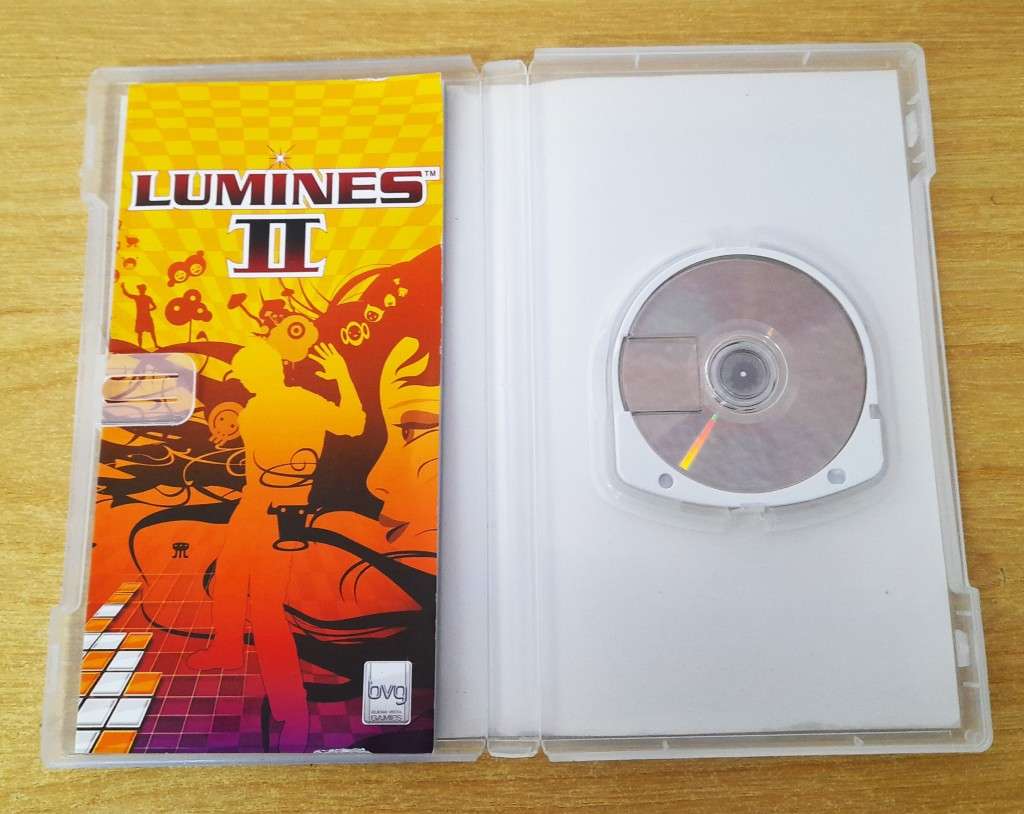 LUMINES™
II
bvg
BUENA VISTA
GAMES